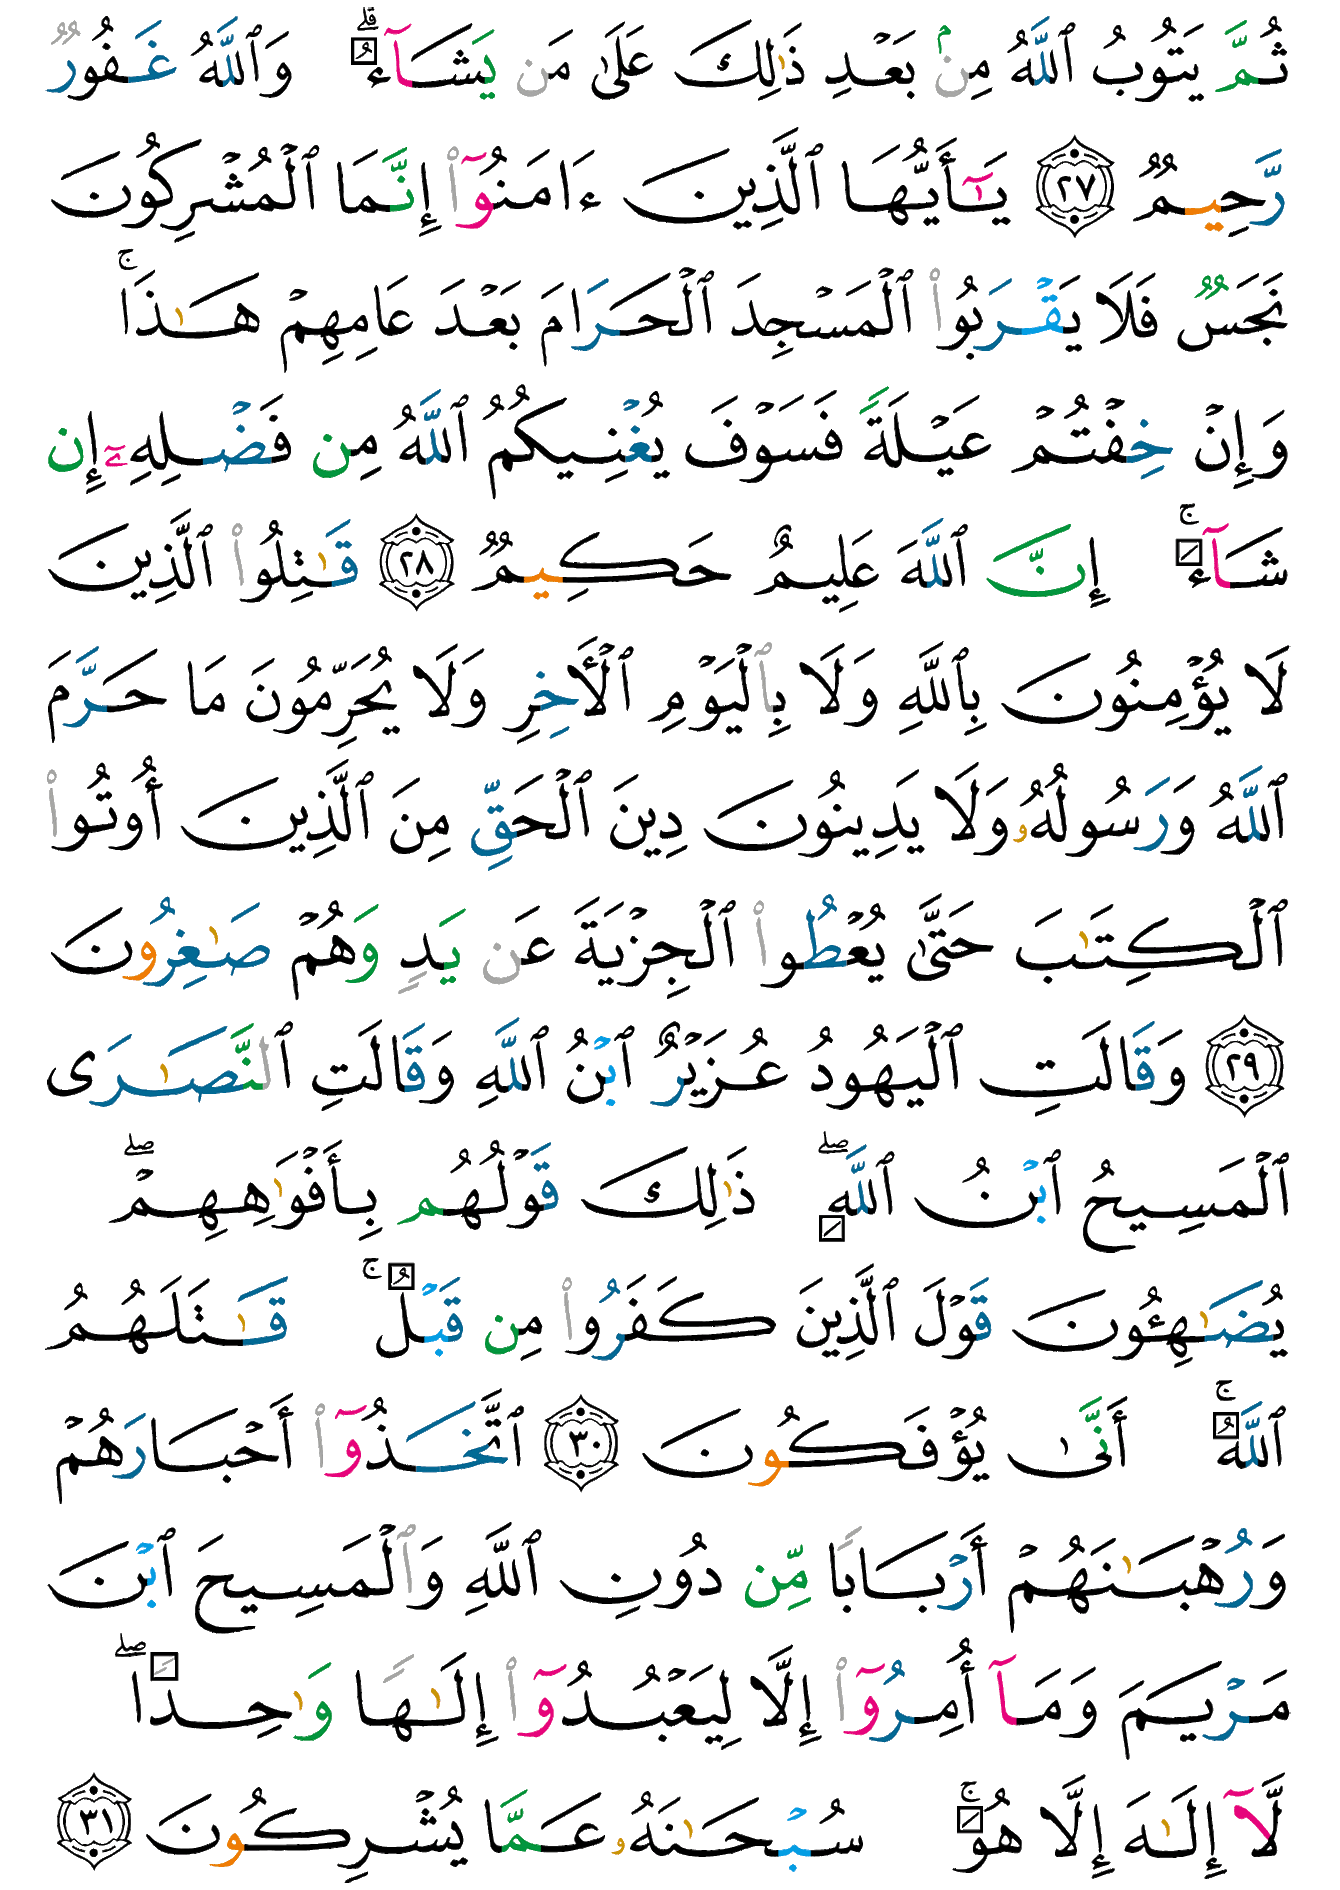 ثُمَّ يَتُوبُ ٱللَّهُ مِنۢ بَعْدِ ذَٰلِكَ عَلَىٰ مَن يَشَآءُ ۗ وَٱللَّهُ غَفُورٌ
رَّحِيمٌ ٢٧ يَـٰٓأَيُّهَا ٱلَّذِينَ ءَامَنُوٓا۟ إِنَّمَا ٱلْمُشْرِكُونَ
نَجَسٌ فَلَا يَقْرَبُوا۟ ٱلْمَسْجِدَ ٱلْحَرَامَ بَعْدَ عَامِهِمْ هَـٰذَا ۚ
وَإِنْ خِفْتُمْ عَيْلَةً فَسَوْفَ يُغْنِيكُمُ ٱللَّهُ مِن فَضْلِهِۦٓ إِن
شَآءَ ۚ إِنَّ ٱللَّهَ عَلِيمٌ حَكِيمٌ ٢٨ قَـٰتِلُوا۟ ٱلَّذِينَ
لَا يُؤْمِنُونَ بِٱللَّهِ وَلَا بِٱلْيَوْمِ ٱلْأَخِرِ وَلَا يُحَرِّمُونَ مَا حَرَّمَ
ٱللَّهُ وَرَسُولُهُۥ وَلَا يَدِينُونَ دِينَ ٱلْحَقِّ مِنَ ٱلَّذِينَ أُوتُوا۟
ٱلْكِتَـٰبَ حَتَّىٰ يُعْطُوا۟ ٱلْجِزْيَةَ عَن يَدٍ وَهُمْ صَـٰغِرُونَ
٢٩ وَقَالَتِ ٱلْيَهُودُ عُزَيْرٌ ٱبْنُ ٱللَّهِ وَقَالَتِ ٱلنَّصَـٰرَى
ٱلْمَسِيحُ ٱبْنُ ٱللَّهِ ۖ ذَٰلِكَ قَوْلُهُم بِأَفْوَٰهِهِمْ ۖ
يُضَـٰهِـُٔونَ قَوْلَ ٱلَّذِينَ كَفَرُوا۟ مِن قَبْلُ ۚ قَـٰتَلَهُمُ
ٱللَّهُ ۚ أَنَّىٰ يُؤْفَكُونَ ٣٠ ٱتَّخَذُوٓا۟ أَحْبَارَهُمْ
وَرُهْبَـٰنَهُمْ أَرْبَابًا مِّن دُونِ ٱللَّهِ وَٱلْمَسِيحَ ٱبْنَ
مَرْيَمَ وَمَآ أُمِرُوٓا۟ إِلَّا لِيَعْبُدُوٓا۟ إِلَـٰهًا وَٰحِدًا ۖ
لَّآ إِلَـٰهَ إِلَّا هُوَ ۚ سُبْحَـٰنَهُۥ عَمَّا يُشْرِكُونَ ٣١